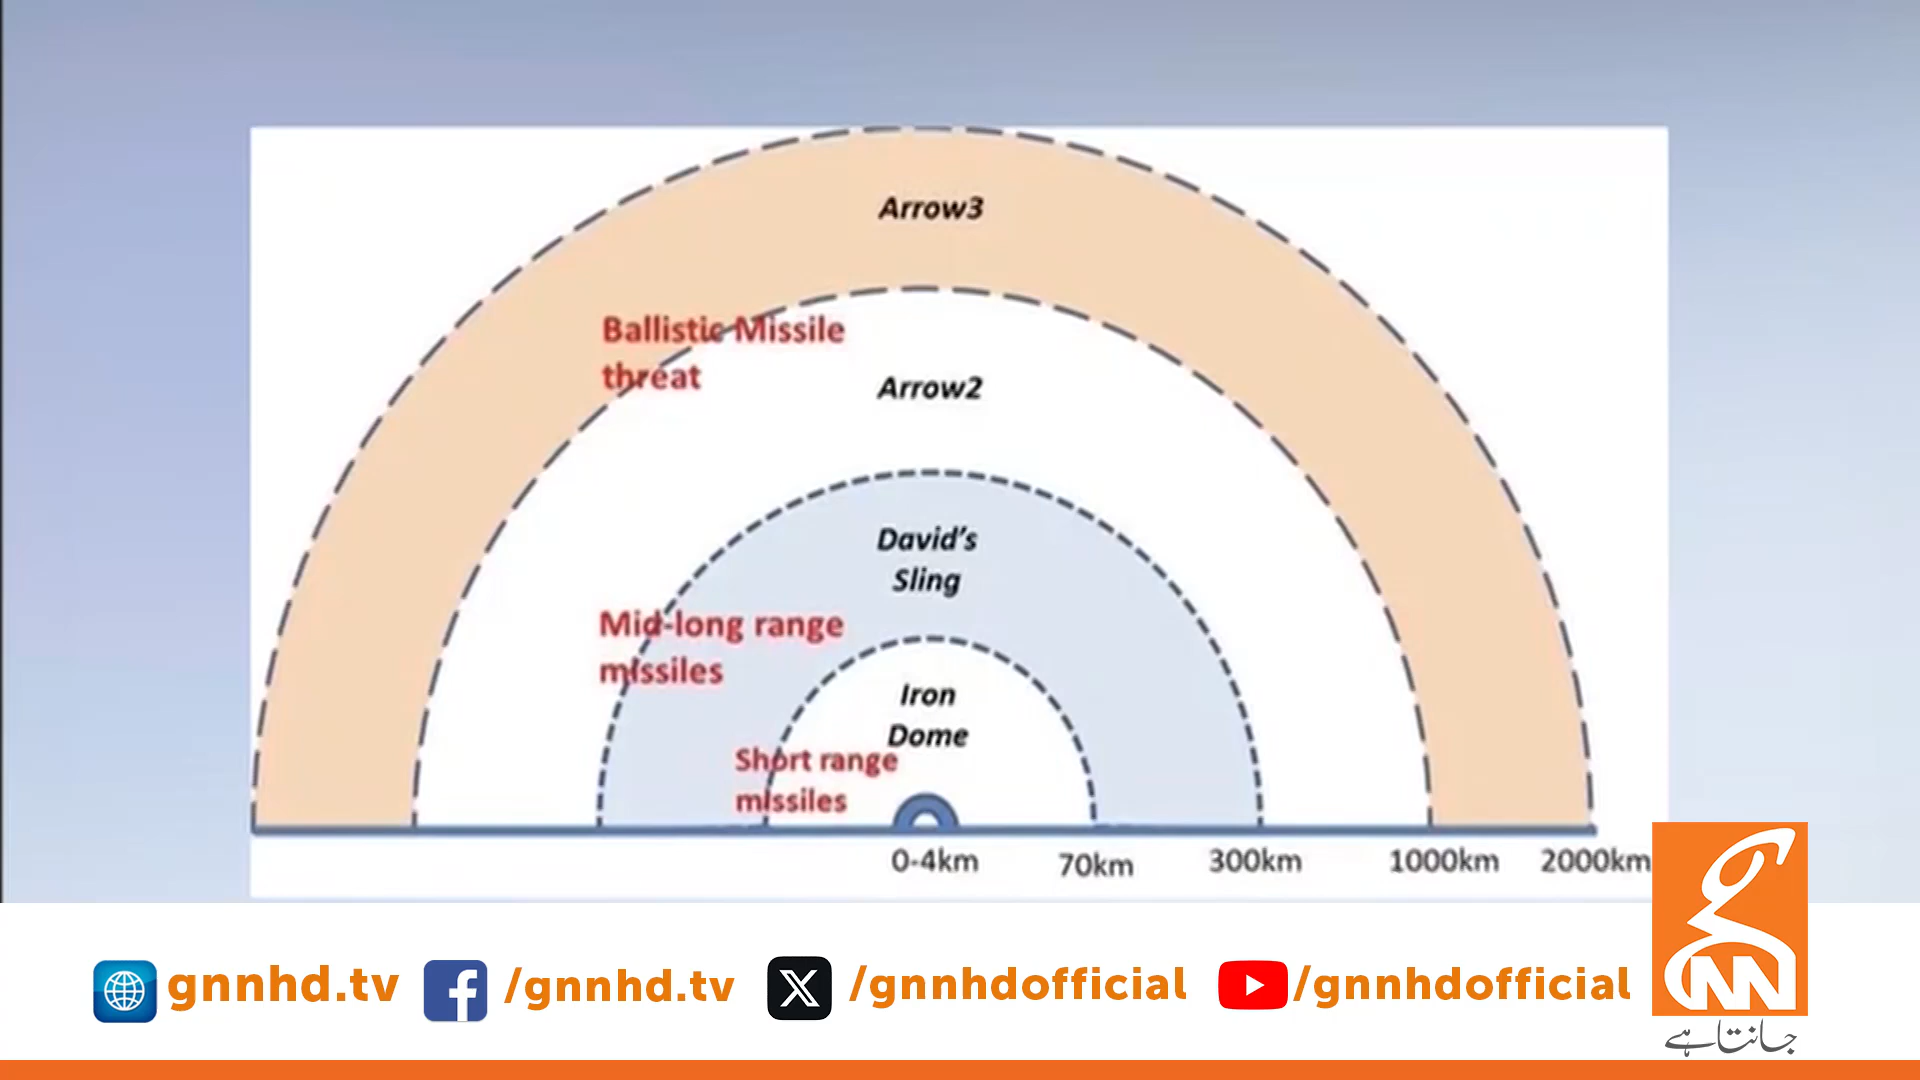 Arrow3
Ballistic Missile
threat
Arrow2
David's
Sling
Mid-long range
missiles
Iron
Dome
Short range
missiles
0-4km 70km 300km 1000km 2000km
gnnhd.tv /gnnhd.tv /gnnhdofficial /gnnhdofficial
GNN
جانتا ہے